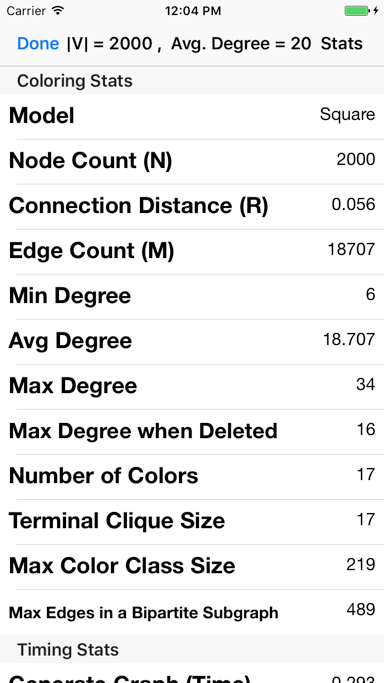 Carrier 12:04 PM
Done |V| = 2000 , Avg. Degree = 20 Stats
Coloring Stats
Model Square
Node Count (N) 2000
Connection Distance (R) 0.056
Edge Count (M) 18707
Min Degree 6
Avg Degree 18.707
Max Degree 34
Max Degree when Deleted 16
Number of Colors 17
Terminal Clique Size 17
Max Color Class Size 219
Max Edges in a Bipartite Subgraph 489
Timing Stats
Generate Graph (Time) 0.293